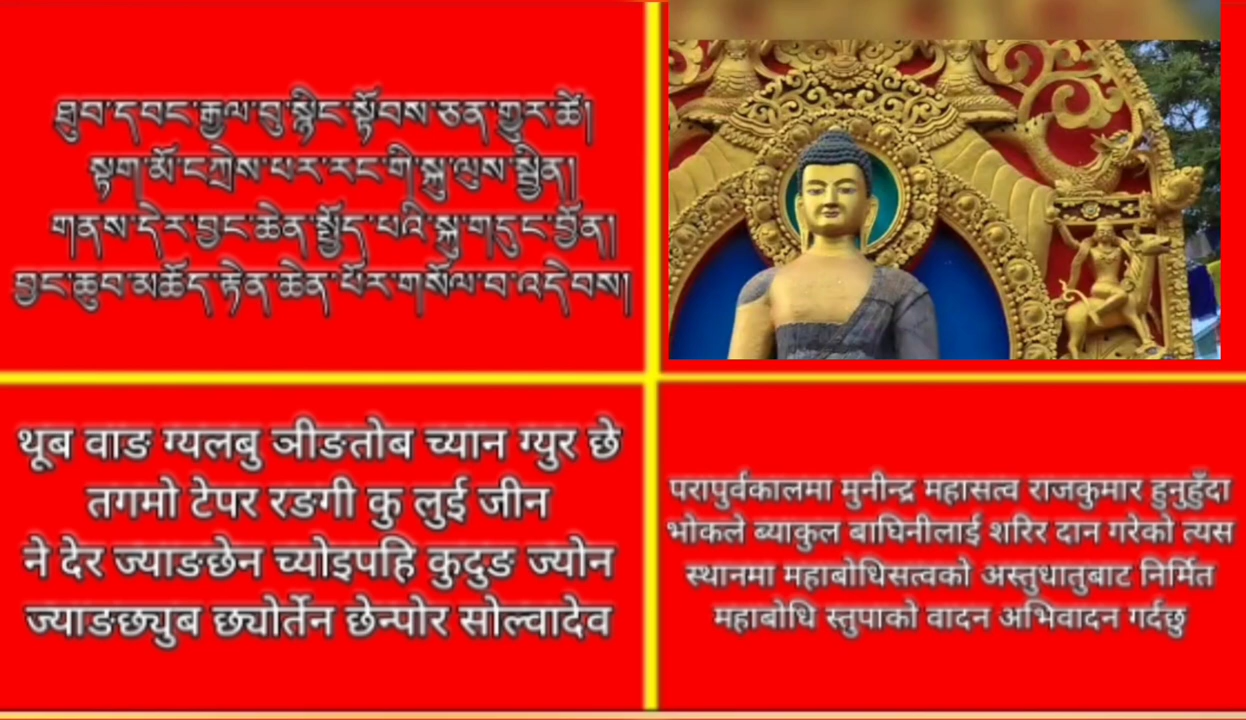 ཐུབ་དབང་རྒྱལ་བུ་སྙིང་སྟོབས་ཅན་གྱུར་ཚེ།
སྟག་མོ་ངཀྲེས་པར་རང་གི་སྐུ་ལུས་སྦྱིན།
གནས་དེར་བྱང་ཆེན་སྤྱོད་པའི་སྐུ་གདུང་བྱོན།
བྱང་ཆུབ་མཆོད་རྟེན་ཆེན་པོར་གསོལ་བ་འདེབས།
थूब वाङ ग्यलबु ञीङतोब च्यान ग्युर छे
तगमो टेपर रङगी कु लुई जीन
ने देर ज्याङछेन च्योइपहि कुदुङ ज्योन
ज्याङछ्युब छ्योर्तेन छेन्पोर सोल्वादेव
परापुर्वकालमा मुनीन्द्र महासत्व राजकुमार हुनुहुँदा
भोकले ब्याकुल बाघिनीलाई शरिर दान गरेको त्यस
स्थानमा महाबोधिसत्वको अस्तुधातुबाट निर्मित
महाबोधि स्तुपाको वादन अभिवादन गर्दछु